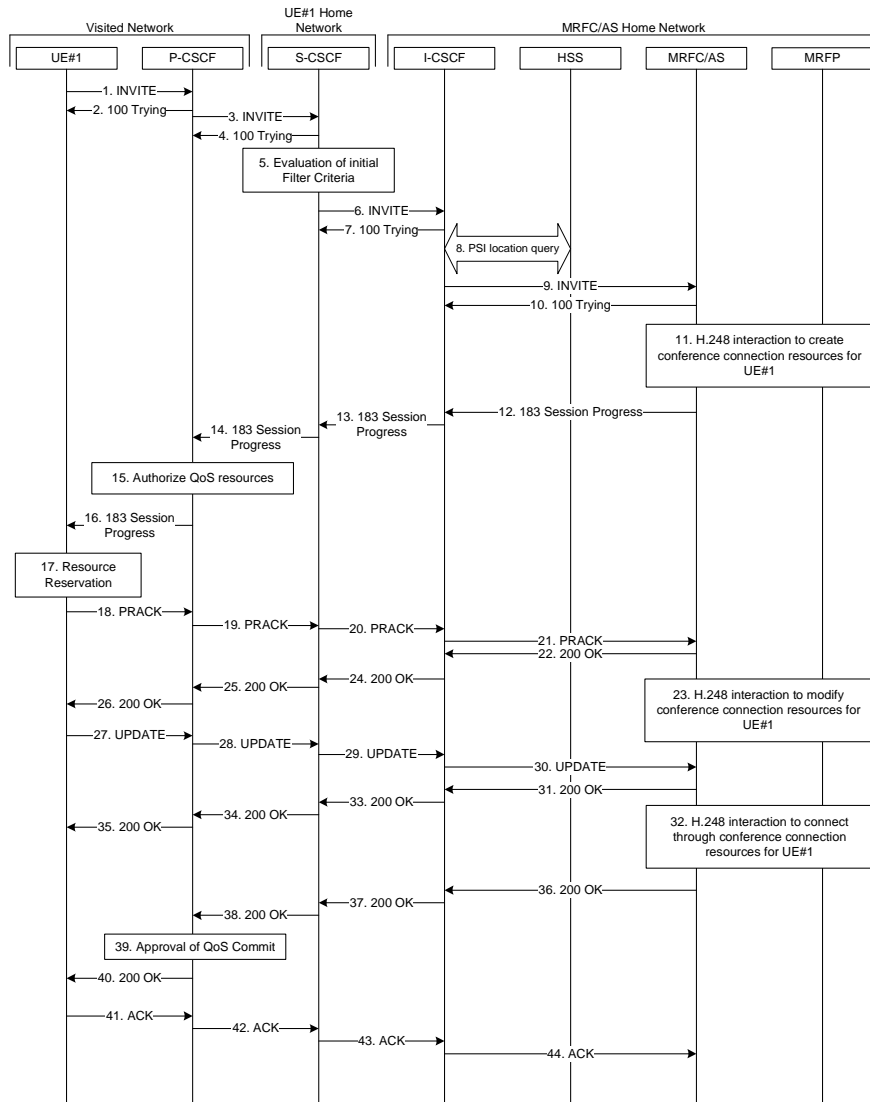 UE#1 Home
Network
Visited Network
MRFC/AS Home Network
UE#1
P-CSCF
S-CSCF
I-CSCF
HSS
MRFC/AS
MRFP
1. INVITE
2. 100 Trying
3. INVITE
4. 100 Trying
5. Evaluation of initial
Filter Criteria
6. INVITE
7. 100 Trying
8. PSI location query
9. INVITE
10. 100 Trying
11. H.248 interaction to create
conference connection resources for
UE#1
12. 183 Session Progress
13. 183 Session
Progress
14. 183 Session
Progress
15. Authorize QoS resources
16. 183 Session
Progress
17. Resource
Reservation
18. PRACK
19. PRACK
20. PRACK
21. PRACK
22. 200 OK
23. H.248 interaction to modify
conference connection resources for
UE#1
24. 200 OK
25. 200 OK
26. 200 OK
27. UPDATE
28. UPDATE
29. UPDATE
30. UPDATE
31. 200 OK
32. H.248 interaction to connect
through conference connection
resources for UE#1
33. 200 OK
34. 200 OK
35. 200 OK
36. 200 OK
37. 200 OK
38. 200 OK
39. Approval of QoS Commit
40. 200 OK
41. ACK
42. ACK
43. ACK
44. ACK